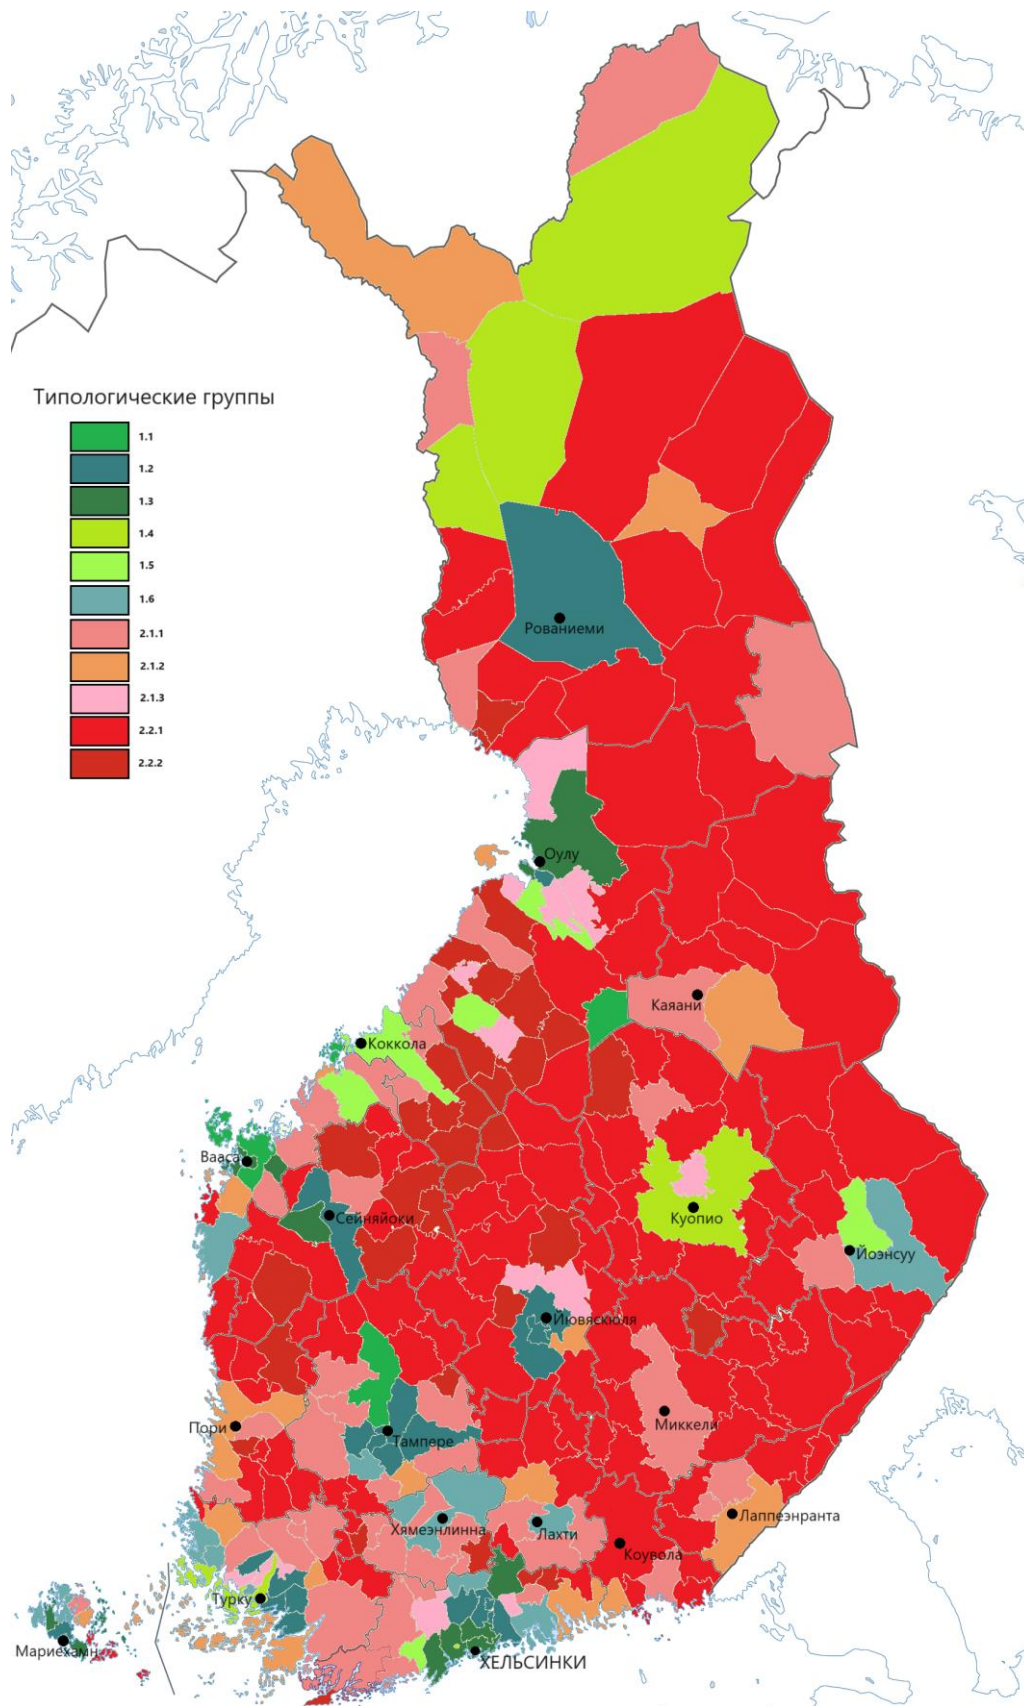 Типологические группы
1.1
1.2
1.3
1.4
1.5
1.6
2.1.1
2.1.2
2.1.3
2.2.1
2.2.2
Рованиеми
Оулу
Каяани
Коккола
Вааса
Сейняйоки
Куопио
Йоэнсуу
Йювяскюля
Миккели
Пори
Тампере
Лаппеэнранта
Хямеэнлинна
Лахти
Коувола
Турку
Мариехамн
ХЕЛЬСИНКИ